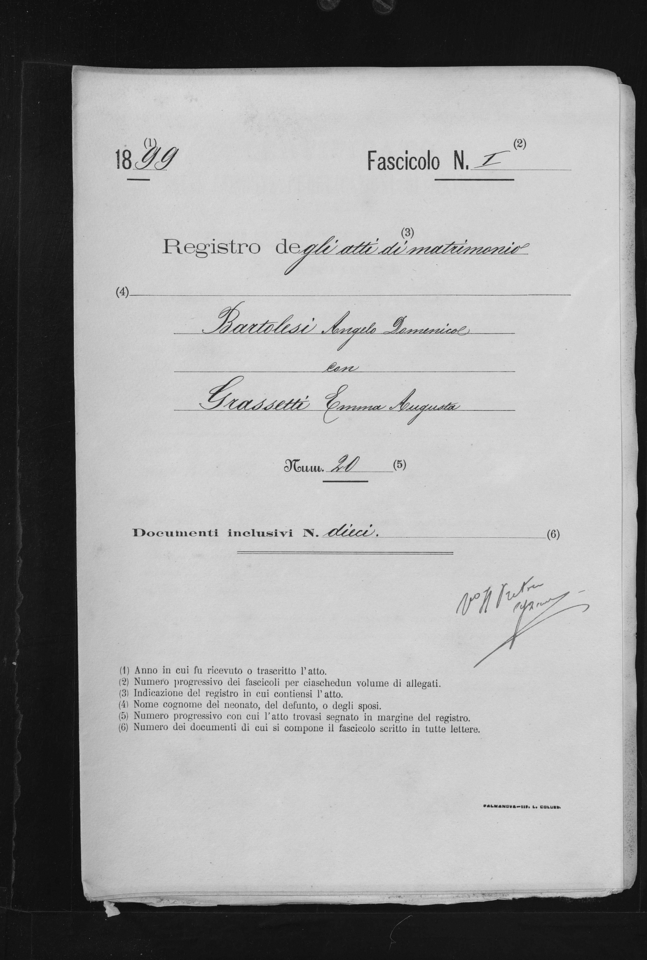 (1) (2)
1899 Fascicolo N. I
(3)
Registro degli atti di matrimonio
(4)
Bartolesi Angelo Domenico
con
Grassetti Emma Augusta
Num. 20 (5)
Documenti inclusivi N. dieci. (6)
(1) Anno in cui fu ricevuto o trascritto l'atto.
(2) Numero progressivo dei fascicoli per ciaschedun volume di allegati.
(3) Indicazione del registro in cui contiensi l'atto.
(4) Nome cognome del neonato, del defunto, o degli sposi.
(5) Numero progressivo con cui l'atto trovasi segnato in margine del registro.
(6) Numero dei documenti di cui si compone il fascicolo scritto in tutte lettere.
PALMANOVA—TIP.